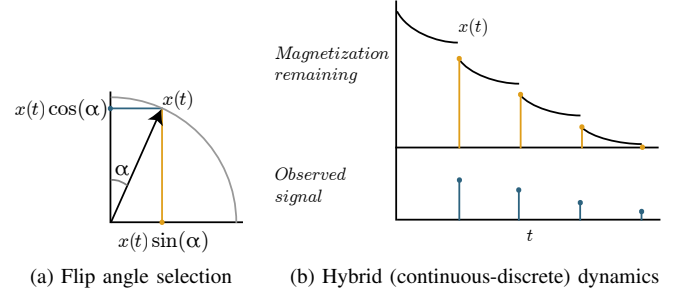 x(t) cos(α)
x(t)
α
x(t) sin(α)
(a) Flip angle selection
Magnetization
remaining
x(t)
Observed
signal
t
(b) Hybrid (continuous-discrete) dynamics